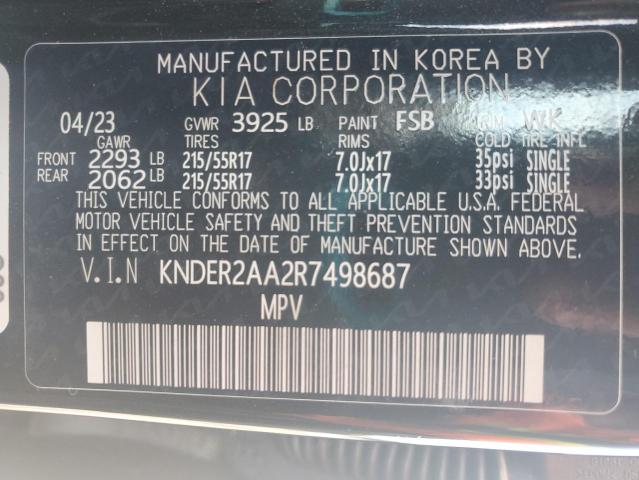 MANUFACTURED IN KOREA BY
KIA CORPORATION
04/23 GVWR 3925 LB PAINT FSB TRIM WK
GAWR TIRES RIMS COLD TIRE INFL
FRONT 2293 LB 215/55R17 7.0Jx17 35psi SINGLE
REAR 2062 LB 215/55R17 7.0Jx17 33psi SINGLE
THIS VEHICLE CONFORMS TO ALL APPLICABLE U.S.A. FEDERAL
MOTOR VEHICLE SAFETY AND THEFT PREVENTION STANDARDS
IN EFFECT ON THE DATE OF MANUFACTURE SHOWN ABOVE.
V.I.N KNDER2AA2R7498687
MPV